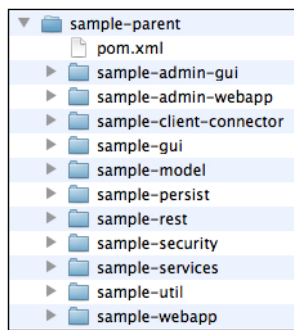 sample-parent
pom.xml
sample-admin-gui
sample-admin-webapp
sample-client-connector
sample-gui
sample-model
sample-persist
sample-rest
sample-security
sample-services
sample-util
sample-webapp